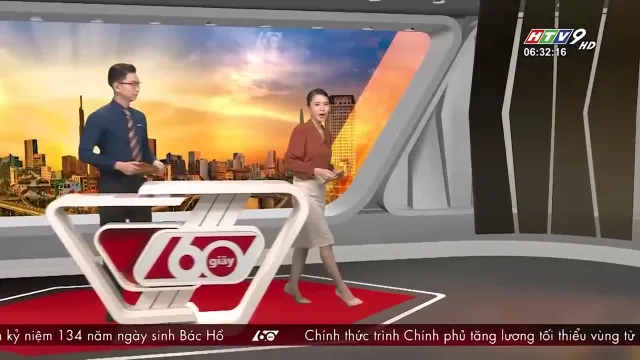 HTV9 HD
06:32:16
60 giây
n kỷ niệm 134 năm ngày sinh Bác Hồ 60 Chính thức trình Chính phủ tăng lương tối thiểu vùng từ